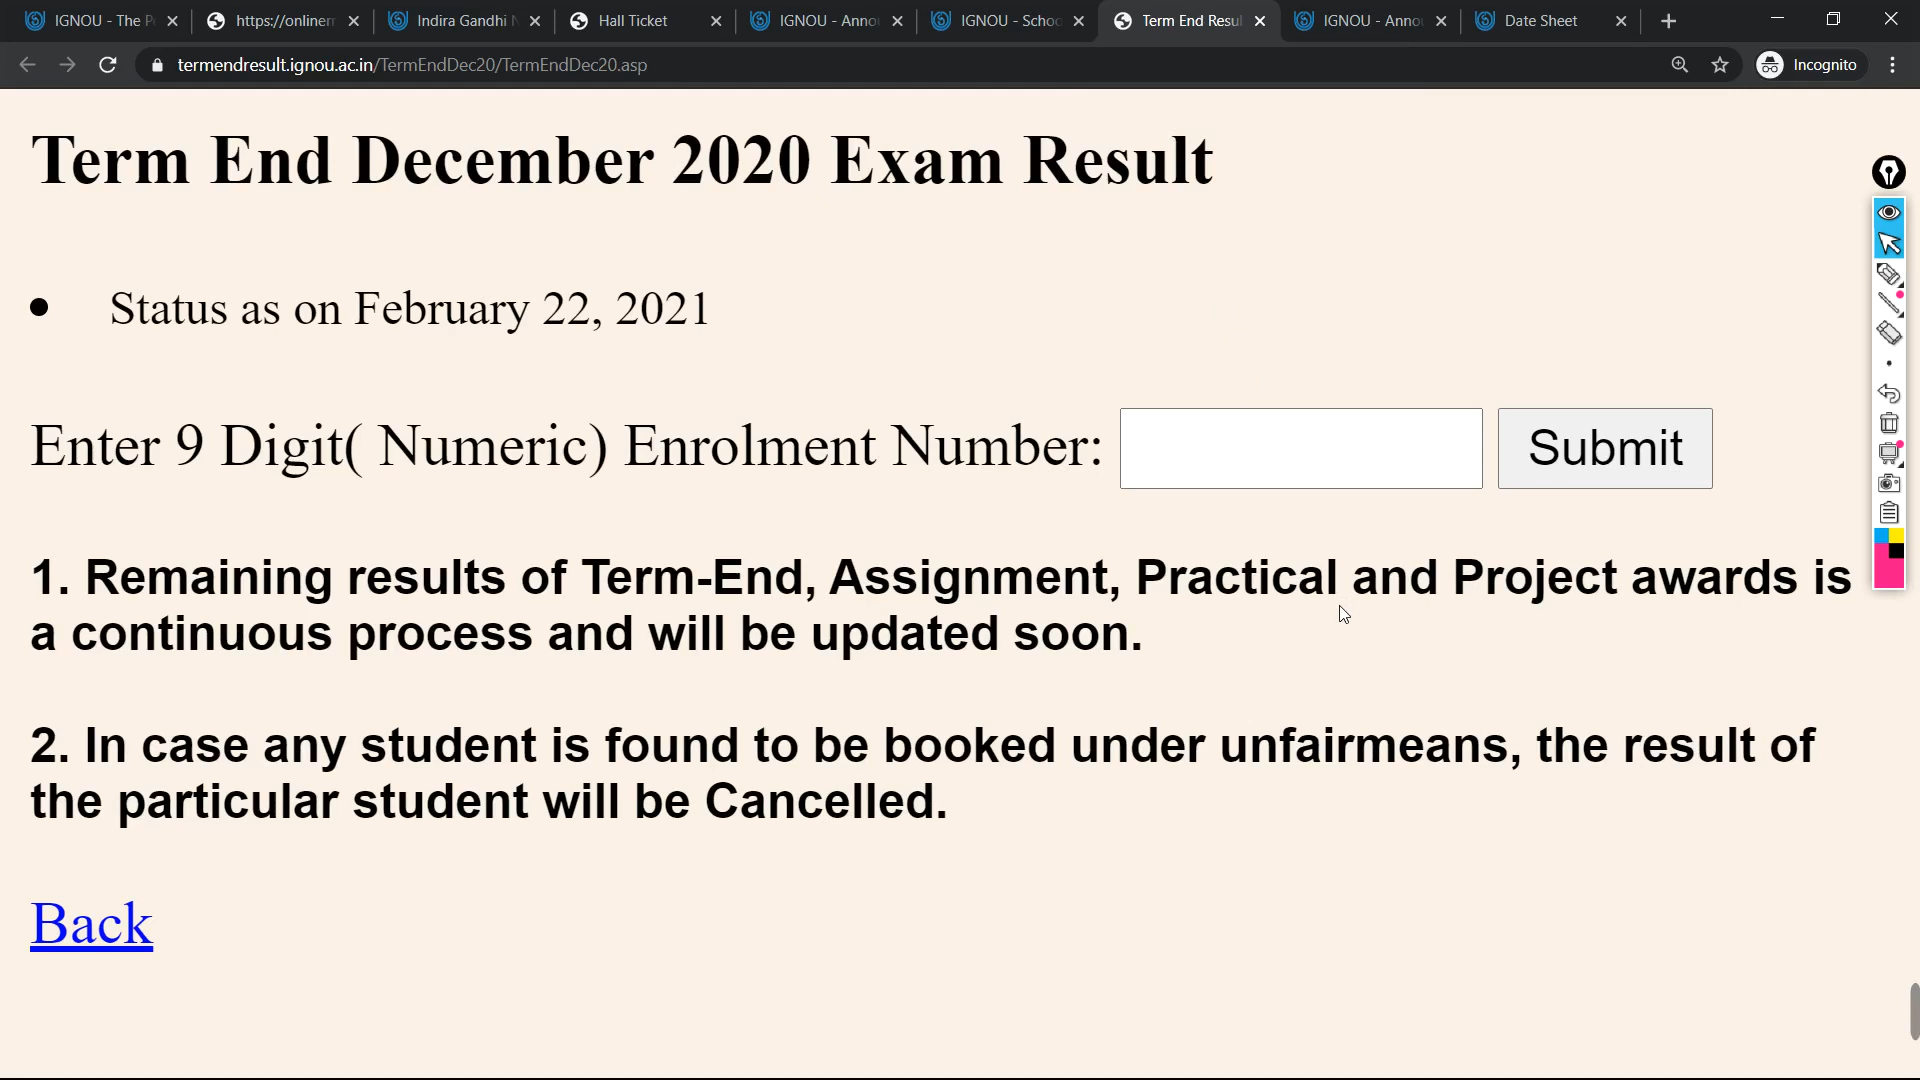 IGNOU - The P
https://onliner
Indira Gandhi N
Hall Ticket
IGNOU - Annou
IGNOU - Schoo
Term End Resul
IGNOU - Annou
Date Sheet
termendresult.ignou.ac.in/TermEndDec20/TermEndDec20.asp
Incognito
Term End December 2020 Exam Result
Status as on February 22, 2021
Enter 9 Digit( Numeric) Enrolment Number:
Submit
1. Remaining results of Term-End, Assignment, Practical and Project awards is
a continuous process and will be updated soon.
2. In case any student is found to be booked under unfairmeans, the result of
the particular student will be Cancelled.
Back